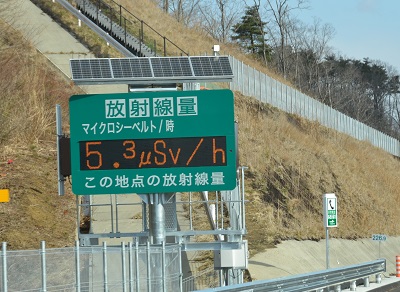 放射線量
マイクロシーベルト/時
5.3μSv/h
この地点の放射線量